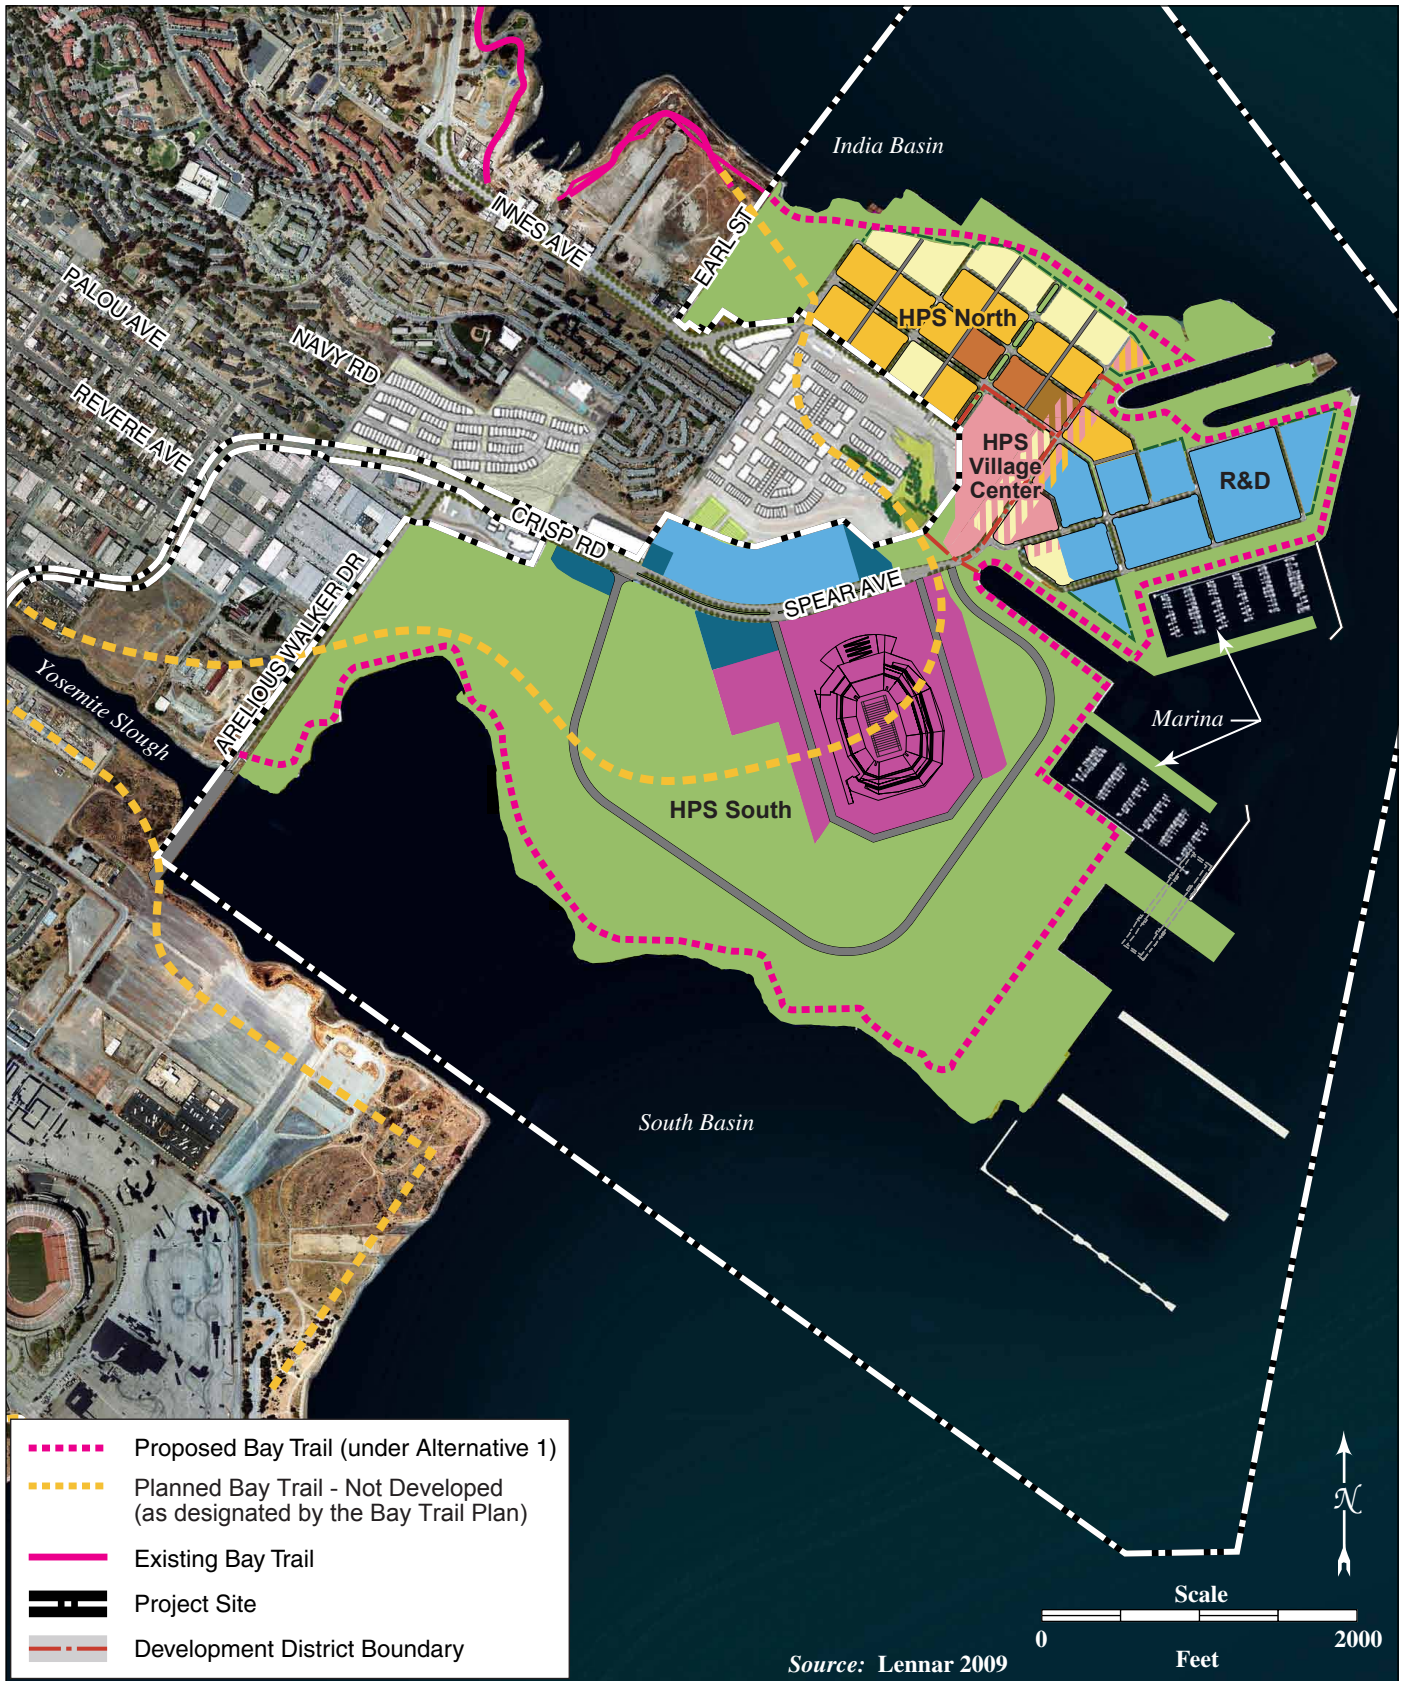 India Basin
INNES AVE
EARL ST
PALOU AVE
NAVY RD
REVERE AVE
HPS North
HPS
Village
Center
R&D
CRISP RD
SPEAR AVE
ARELIOUS WALKER DR.
Yosemite Slough
Marina
HPS South
South Basin
Proposed Bay Trail (under Alternative 1)
Planned Bay Trail - Not Developed
(as designated by the Bay Trail Plan)
Existing Bay Trail
Project Site
Development District Boundary
N
Scale
0
2000
Feet
Source: Lennar 2009